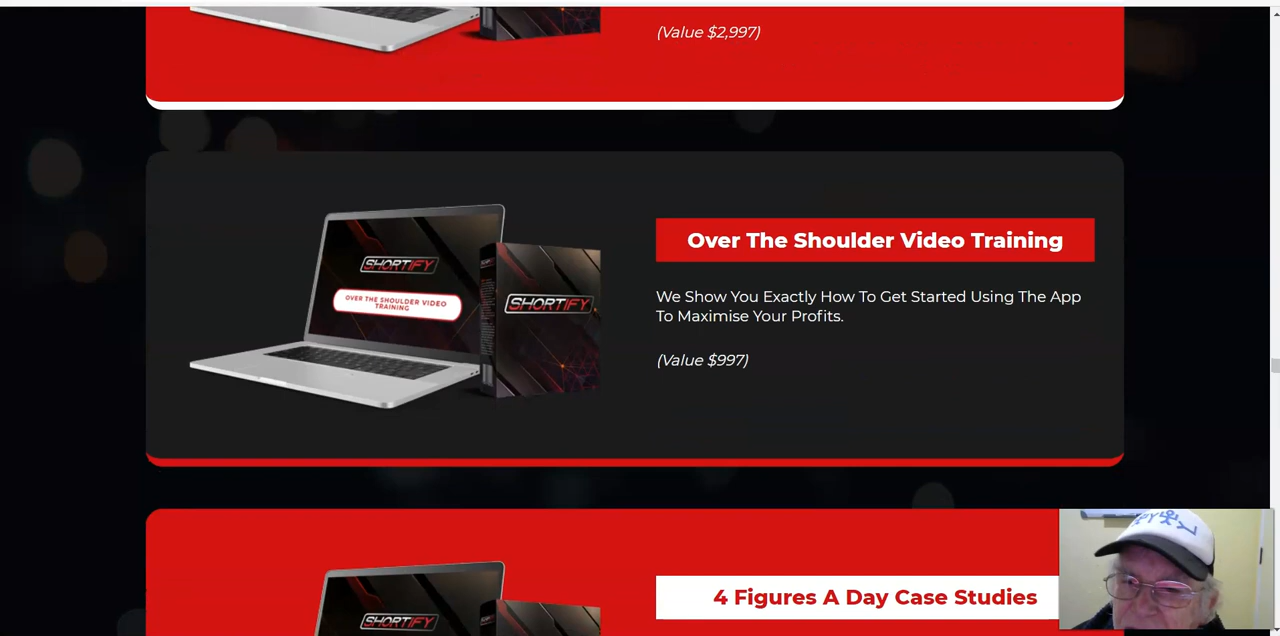 (Value $2,997)
Over The Shoulder Video Training
We Show You Exactly How To Get Started Using The App
To Maximise Your Profits.
(Value $997)
SHORTIFY
OVER THE SHOULDER VIDEO
TRAINING
SHORTIFY
4 Figures A Day Case Studies
SHORTIFY